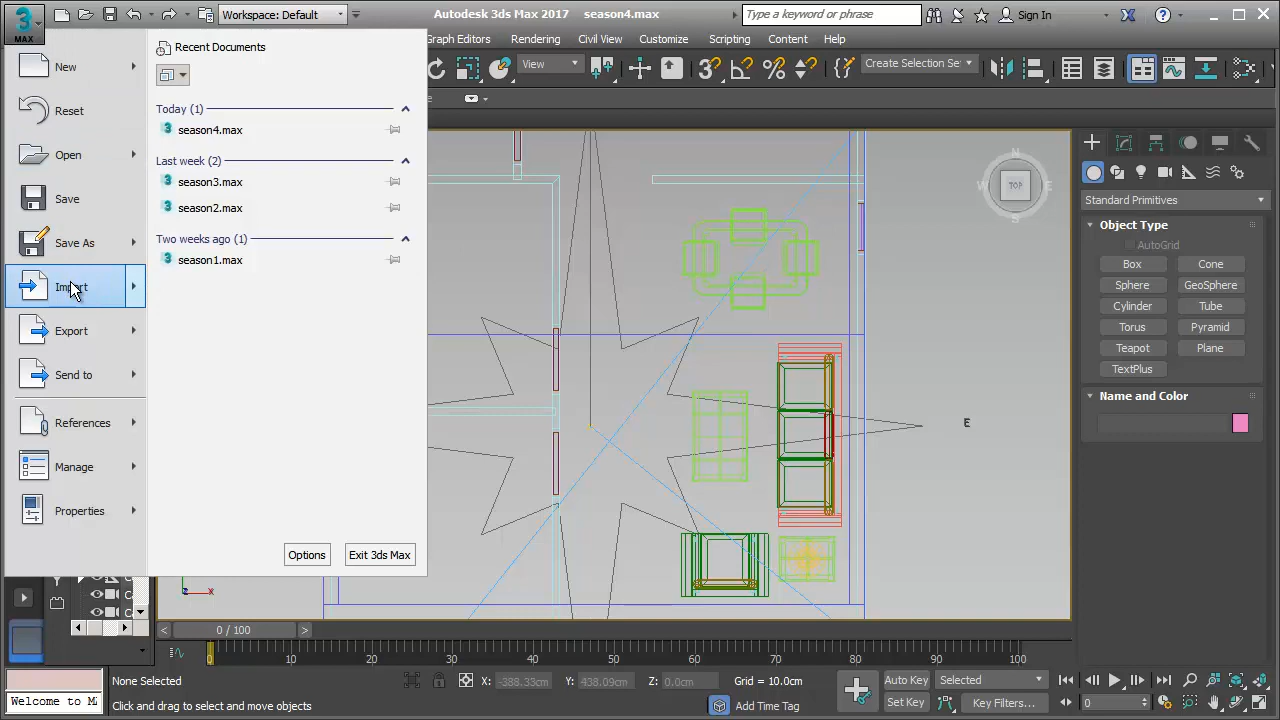 MAX
Workspace: Default
Autodesk 3ds Max 2017 season4.max
Type a keyword or phrase
Sign In
Graph Editors Rendering Civil View Customize Scripting Content Help
View
Create Selection Se
New
Reset
Open
Save
Save As
Import
Export
Send to
References
Manage
Properties
Recent Documents
Today (1)
season4.max
Last week (2)
season3.max
season2.max
Two weeks ago (1)
season1.max
Options
Exit 3ds Max
N
W TOP E
S
E
Standard Primitives
Object Type
AutoGrid
Box Cone
Sphere GeoSphere
Cylinder Tube
Torus Pyramid
Teapot Plane
TextPlus
Name and Color
x
0 / 100
0 10 20 30 40 50 60 70 80 90 100
None Selected
X: -388.33cm Y: 438.09cm Z: 0.0cm Grid = 10.0cm
Auto Key Selected
Welcome to M
Click and drag to select and move objects
Add Time Tag
Set Key Key Filters...
0